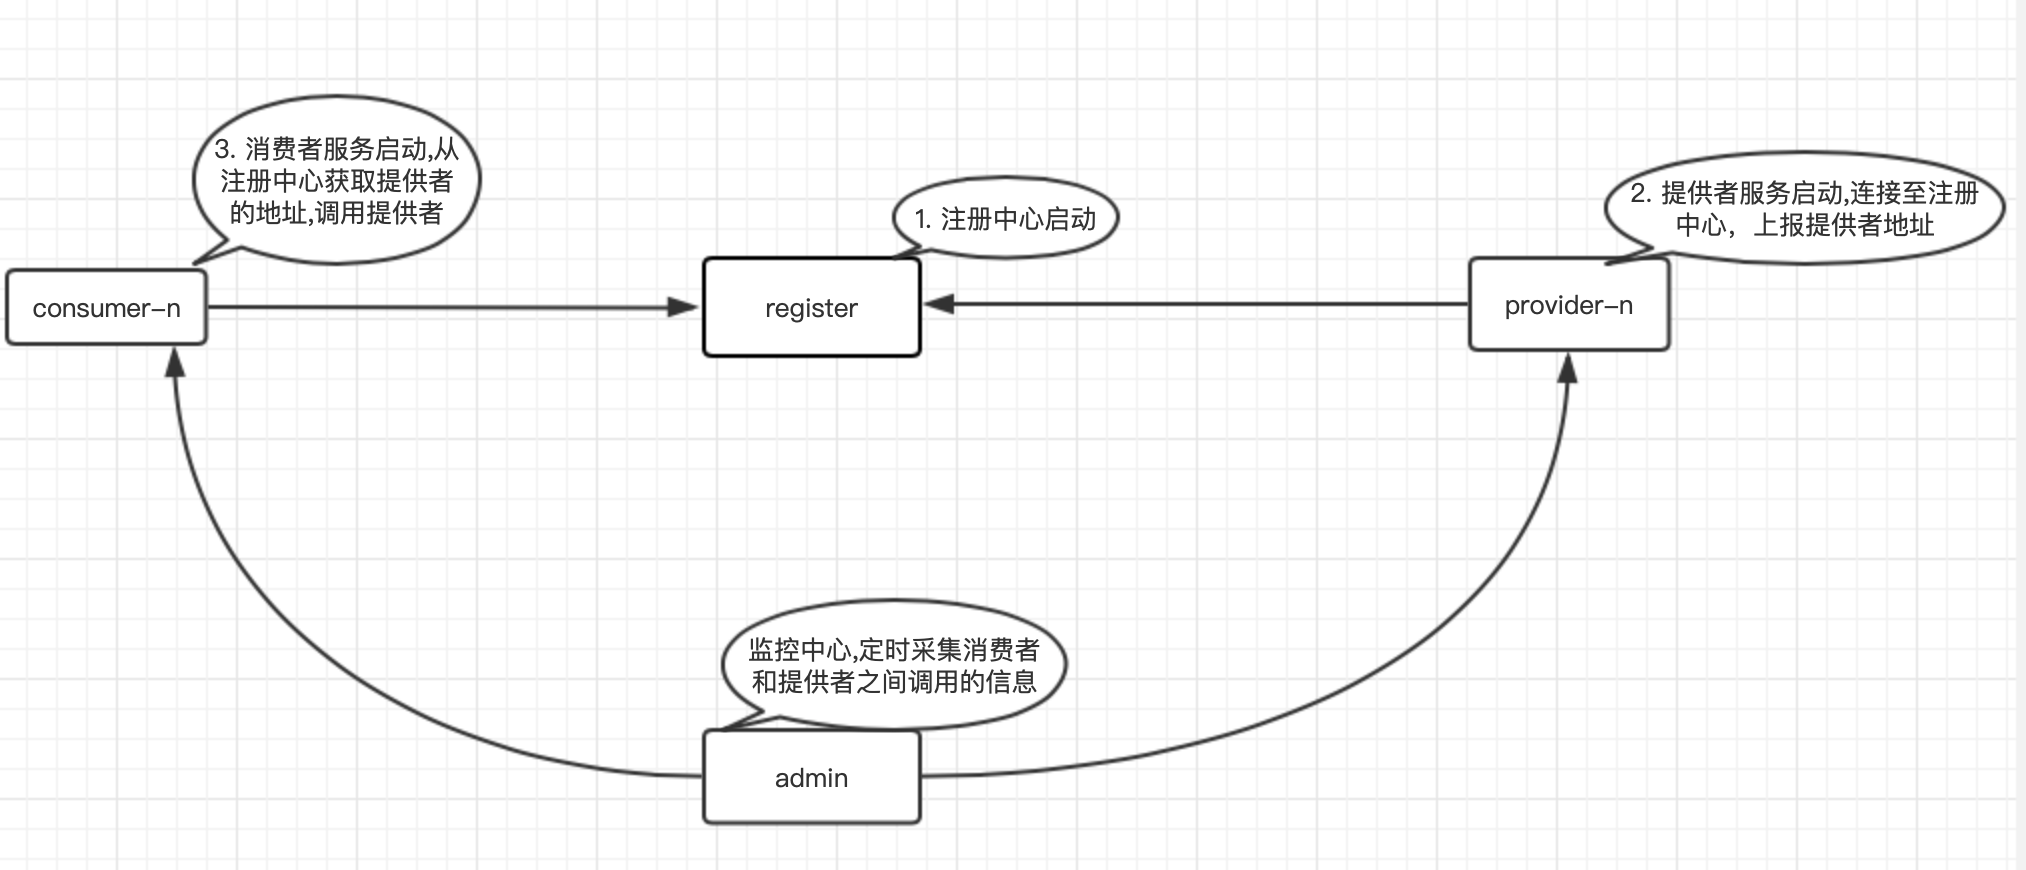 3. 消费者服务启动,从
注册中心获取提供者
的地址,调用提供者
1. 注册中心启动
2. 提供者服务启动,连接至注册
中心，上报提供者地址
consumer-n
register
provider-n
监控中心,定时采集消费者
和提供者之间调用的信息
admin